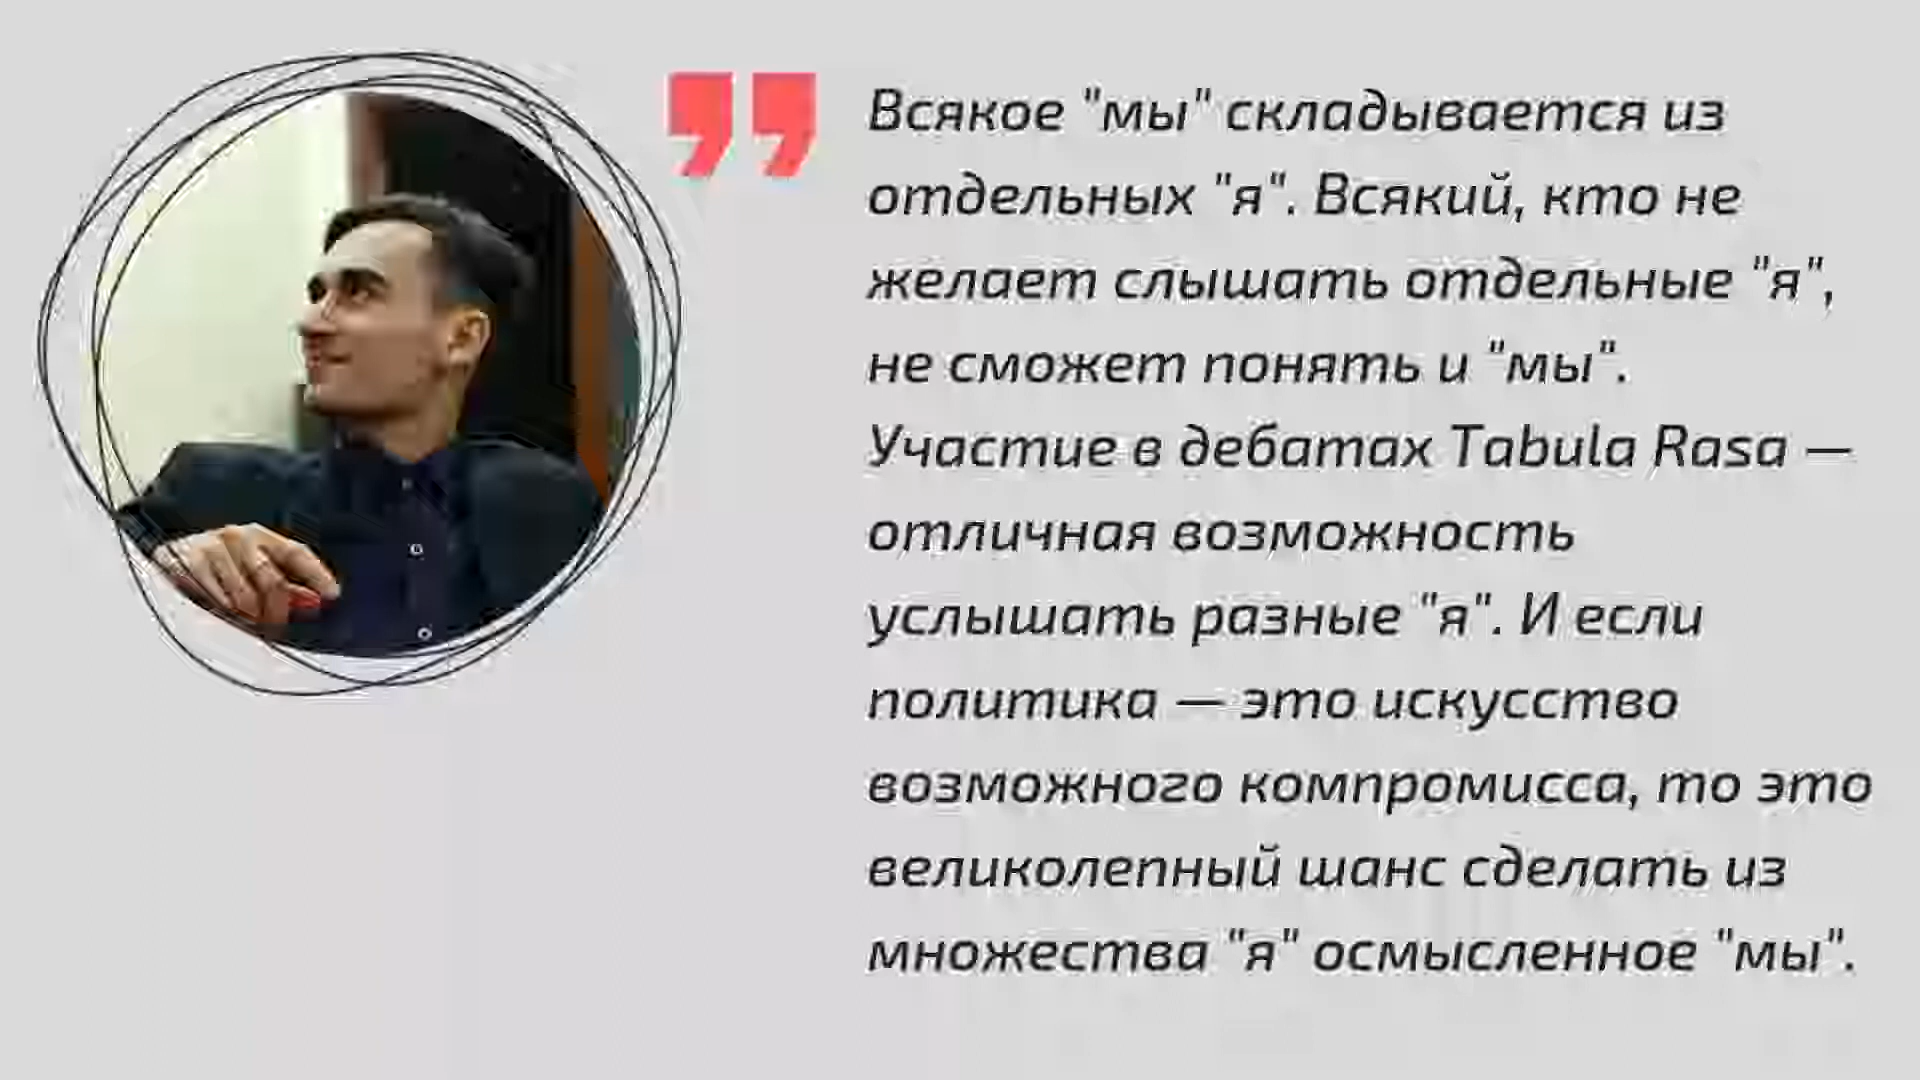 Всякое "мы" складывается из
отдельных "я". Всякий, кто не
желает слышать отдельные "я",
не сможет понять и "мы".
Участие в дебатах Tabula Rasa —
отличная возможность
услышать разные "я". И если
политика — это искусство
возможного компромисса, то это
великолепный шанс сделать из
множества "я" осмысленное "мы".